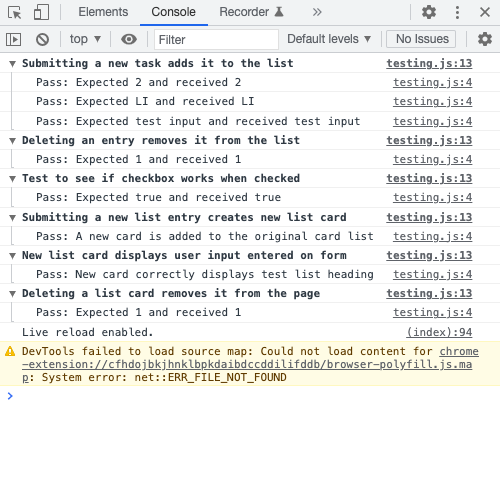 Elements Console Recorder
top Filter Default levels No Issues
Submitting a new task adds it to the list testing.js:13
Pass: Expected 2 and received 2 testing.js:4
Pass: Expected LI and received LI testing.js:4
Pass: Expected test input and received test input testing.js:4
Deleting an entry removes it from the list testing.js:13
Pass: Expected 1 and received 1 testing.js:4
Test to see if checkbox works when checked testing.js:13
Pass: Expected true and received true testing.js:4
Submitting a new list entry creates new list card testing.js:13
Pass: A new card is added to the original card list testing.js:4
New list card displays user input entered on form testing.js:13
Pass: New card correctly displays test list heading testing.js:4
Deleting a list card removes it from the page testing.js:13
Pass: Expected 1 and received 1 testing.js:4
Live reload enabled. (index):94
DevTools failed to load source map: Could not load content for chrome
-extension://cfhdojbkjhnklbpkdaibdccddilifddb/browser-polyfill.js.ma
p: System error: net::ERR_FILE_NOT_FOUND